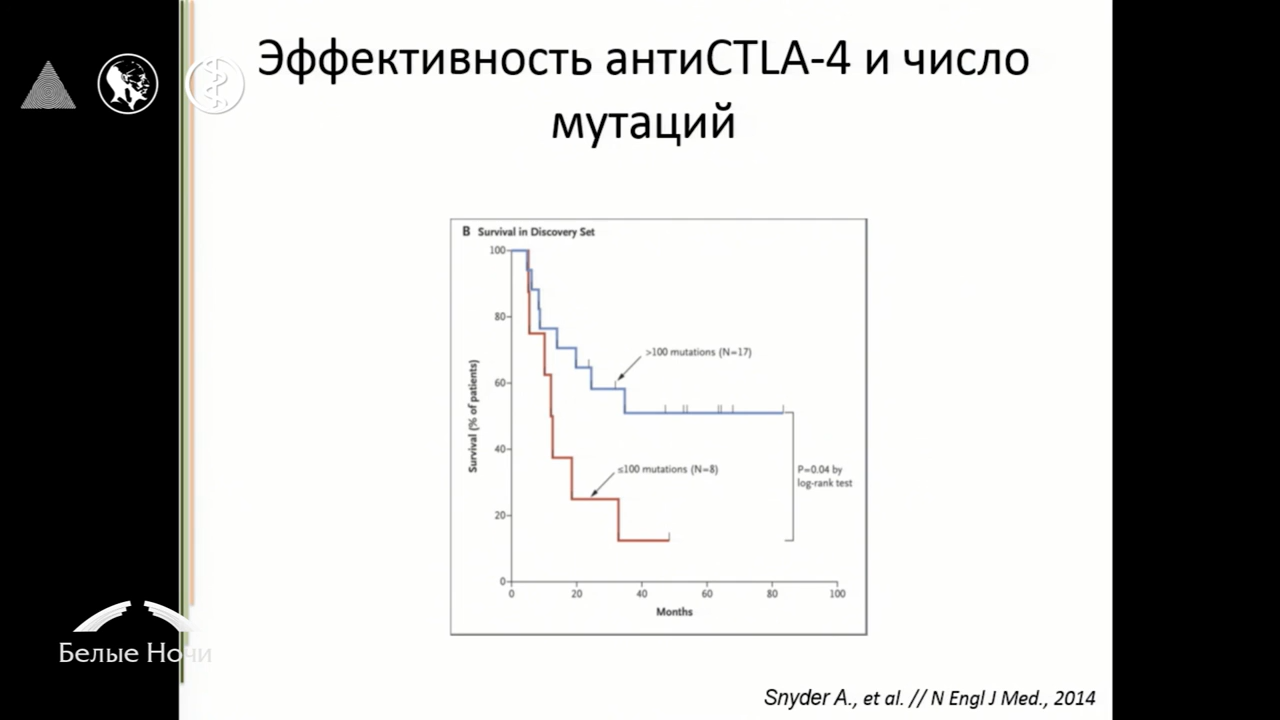 Эффективность антиCTLA-4 и число
мутаций
B Survival in Discovery Set
100
80
60
40
20
0
Survival (% of patients)
>100 mutations (N=17)
≤100 mutations (N=8)
P=0.04 by
log-rank test
0 20 40 60 80 100
Months
Белые Ночи
Snyder A., et al. // N Engl J Med., 2014